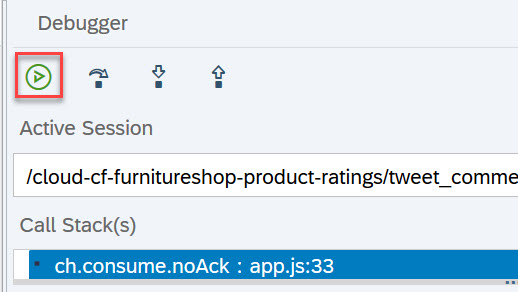 Debugger
Active Session
/cloud-cf-furnitureshop-product-ratings/tweet_comme
Call Stack(s)
ch.consume.noAck : app.js:33